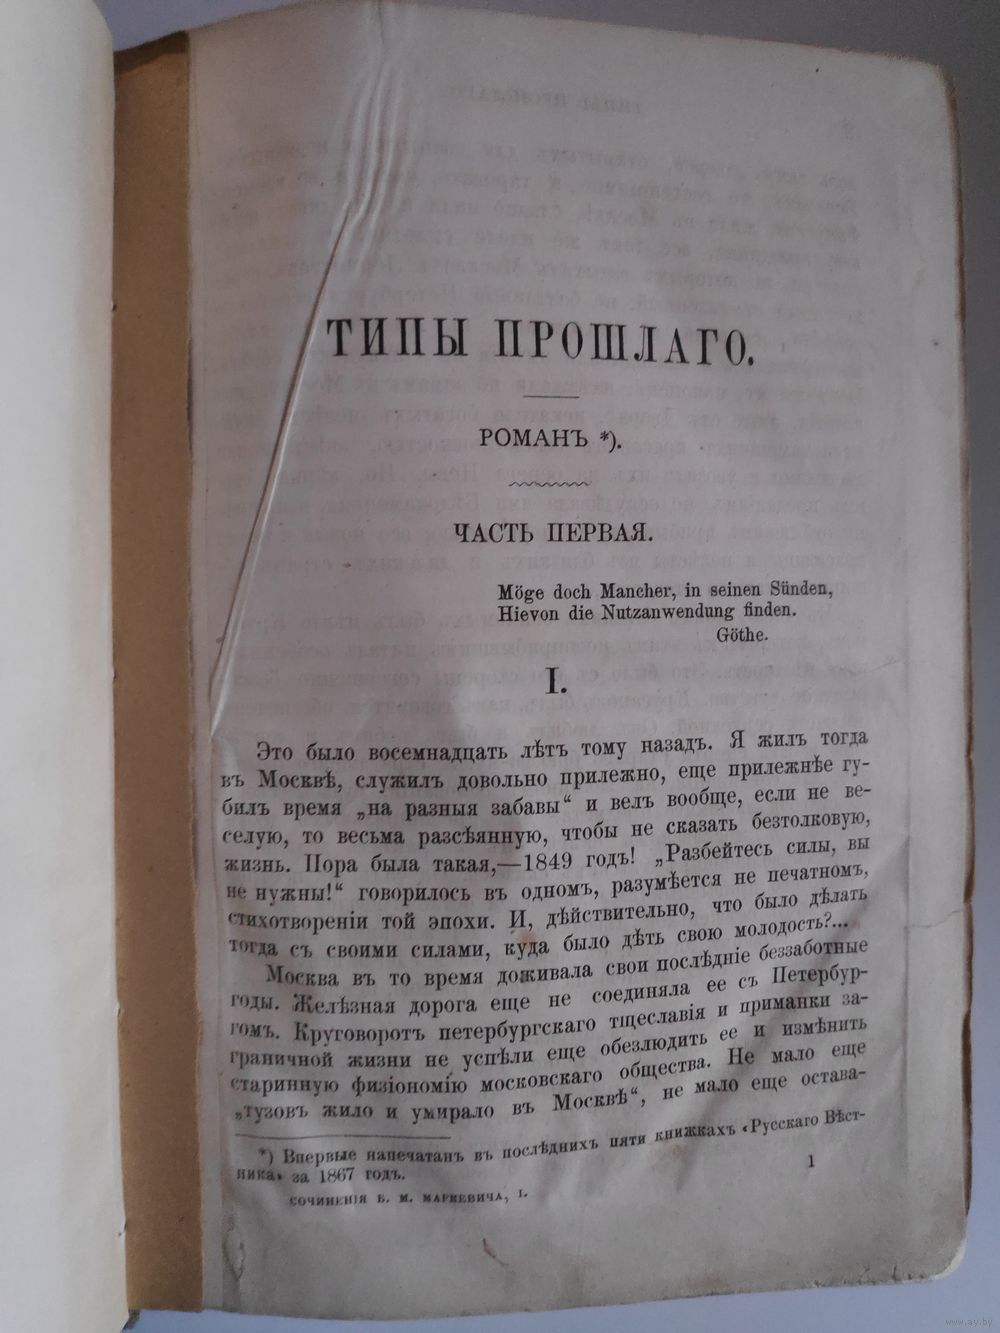 ТИПЫ ПРОШЛАГО.
РОМАНЪ *).
ЧАСТЬ ПЕРВАЯ.
Möge doch Mancher, in seinen Sünden,
Hievon die Nutzanwendung finden.
Göthe.
I.
Это было восемнадцать лѣтъ тому назадъ. Я жилъ тогда
въ Москвѣ, служилъ довольно прилежно, еще прилежнѣе гу-
билъ время „на разныя забавы“ и велъ вообще, если не ве-
селую, то весьма разсѣянную, чтобы не сказать безтолковую,
жизнь. Пора была такая,—1849 годъ! „Разбейтесь силы, вы
не нужны!“ говорилось въ одномъ, разумѣется не печатномъ,
стихотвореніи той эпохи. И, дѣйствительно, что было дѣлать
тогда съ своими силами, куда было дѣть свою молодость?...
Москва въ то время доживала свои послѣдніе беззаботные
годы. Желѣзная дорога еще не соединяла ее съ Петербур-
гомъ. Круговоротъ петербургскаго тщеславія и приманки за-
граничной жизни не успѣли еще обезлюдить ее и измѣнить
старинную физіономію московскаго общества. Не мало еще
„тузовъ жило и умирало въ Москвѣ“, не мало еще остава-
*) Впервые напечатанъ въ послѣднихъ пяти книжкахъ «Русскаго Вѣст-
ника» за 1867 годъ.
СОЧИНЕНІЯ Б. М. МАРКЕВИЧА, I.
1
www.ay.by